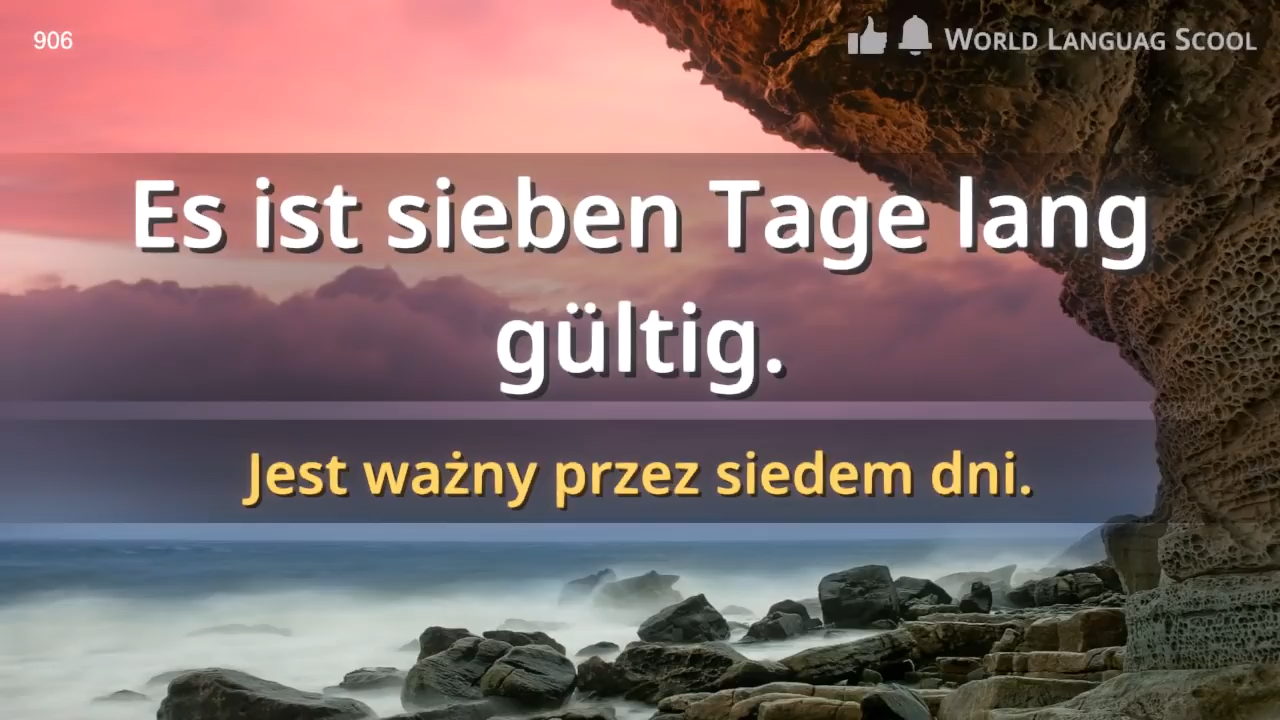 906
World Languag Scool
Es ist sieben Tage lang
gültig.
Jest ważny przez siedem dni.